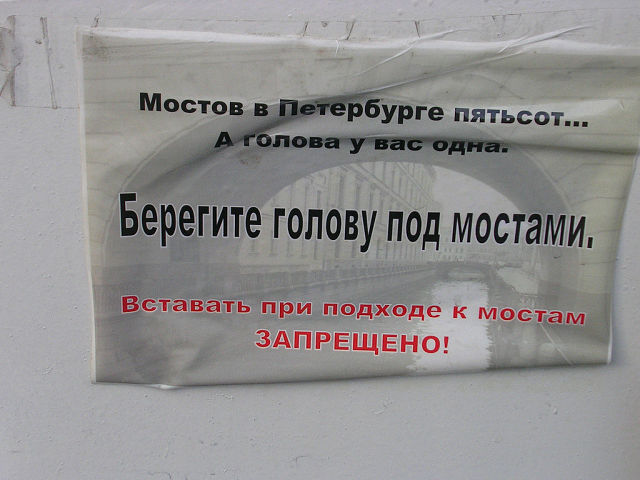 Мостов в Петербурге пятьсот...
А голова у вас одна.
Берегите голову под мостами.
Вставать при подходе к мостам
ЗАПРЕЩЕНО!